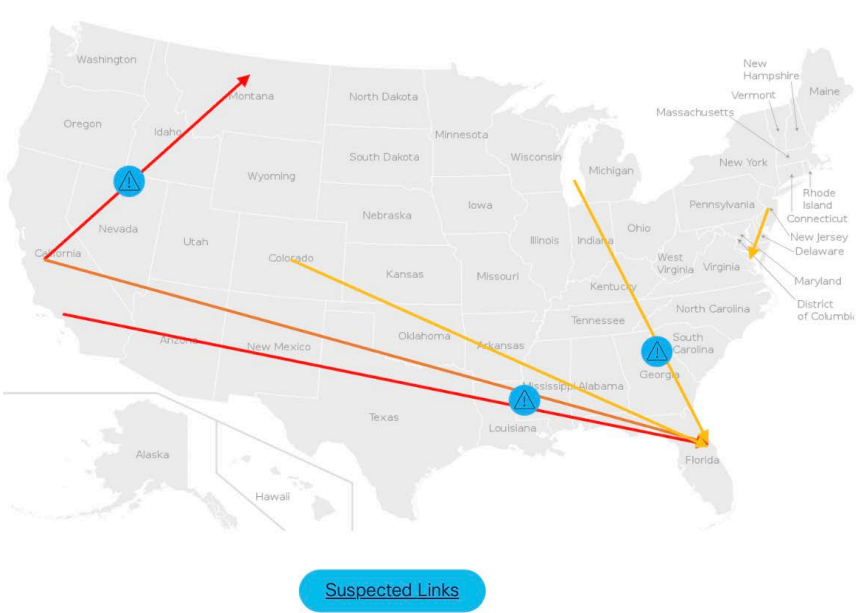 Washington
New
Hampshire
Vermont
Maine
Montana
North Dakota
Massachusetts
Oregon
Idaho
Minnesota
South Dakota
Wisconsin
Michigan
New York
Wyoming
Rhode
Island
Connecticut
Nebraska
Iowa
Pennsylvania
Nevada
Utah
Illinois
Indiana
Ohio
New Jersey
Delaware
California
Colorado
Kansas
Missouri
West
Virginia
Virginia
Maryland
Kentucky
District
of Columbi
North Carolina
Tennessee
Arizona
New Mexico
Oklahoma
Arkansas
South
Carolina
Georgia
Mississippi
Alabama
Texas
Louisiana
Alaska
Florida
Hawaii
Suspected Links